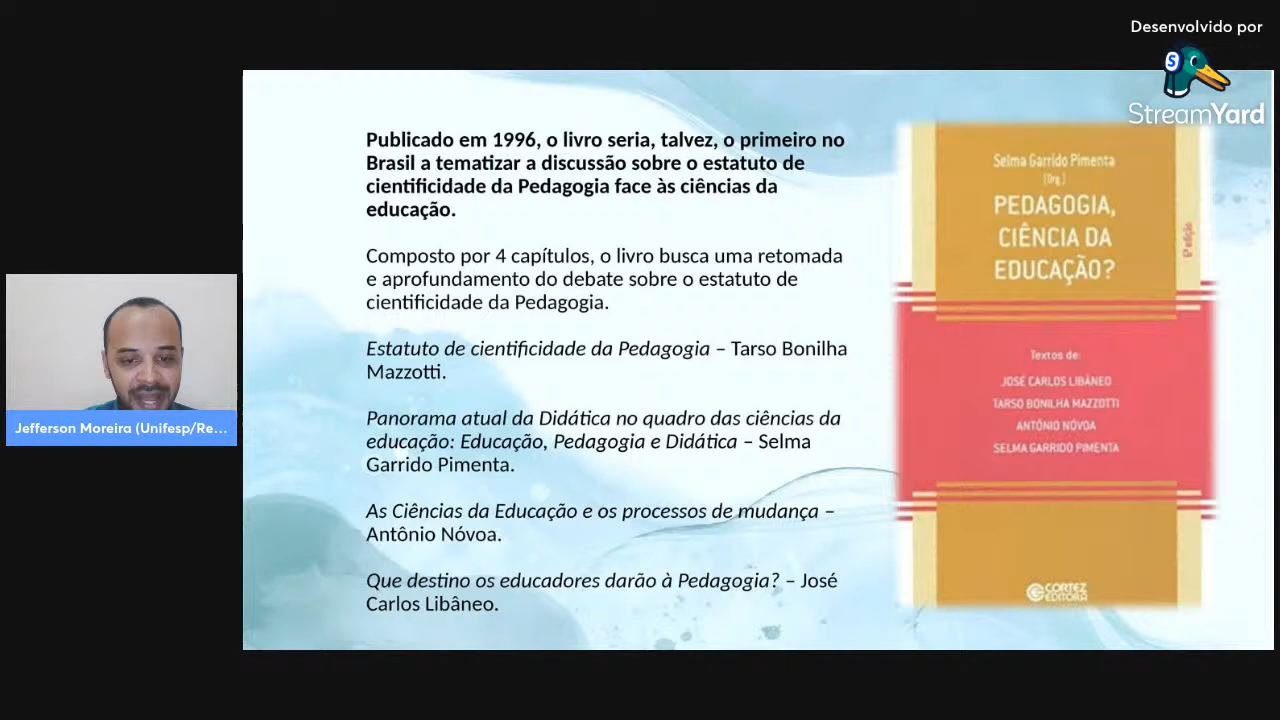 Desenvolvido por
S
StreamYard
Publicado em 1996, o livro seria, talvez, o primeiro no
Brasil a tematizar a discussão sobre o estatuto de
cientificidade da Pedagogia face às ciências da
educação.
Composto por 4 capítulos, o livro busca uma retomada
e aprofundamento do debate sobre o estatuto de
cientificidade da Pedagogia.
Estatuto de cientificidade da Pedagogia – Tarso Bonilha
Mazzotti.
Panorama atual da Didática no quadro das ciências da
educação: Educação, Pedagogia e Didática – Selma
Garrido Pimenta.
As Ciências da Educação e os processos de mudança –
Antônio Nóvoa.
Que destino os educadores darão à Pedagogia? – José
Carlos Libâneo.
Selma Garrido Pimenta
(Org.)
PEDAGOGIA,
CIÊNCIA DA
EDUCAÇÃO?
6ª edição
Textos de:
JOSÉ CARLOS LIBÂNEO
TARSO BONILHA MAZZOTTI
ANTÓNIO NÓVOA
SELMA GARRIDO PIMENTA
CORTEZ
EDITORA
Jefferson Moreira (Unifesp/Re...